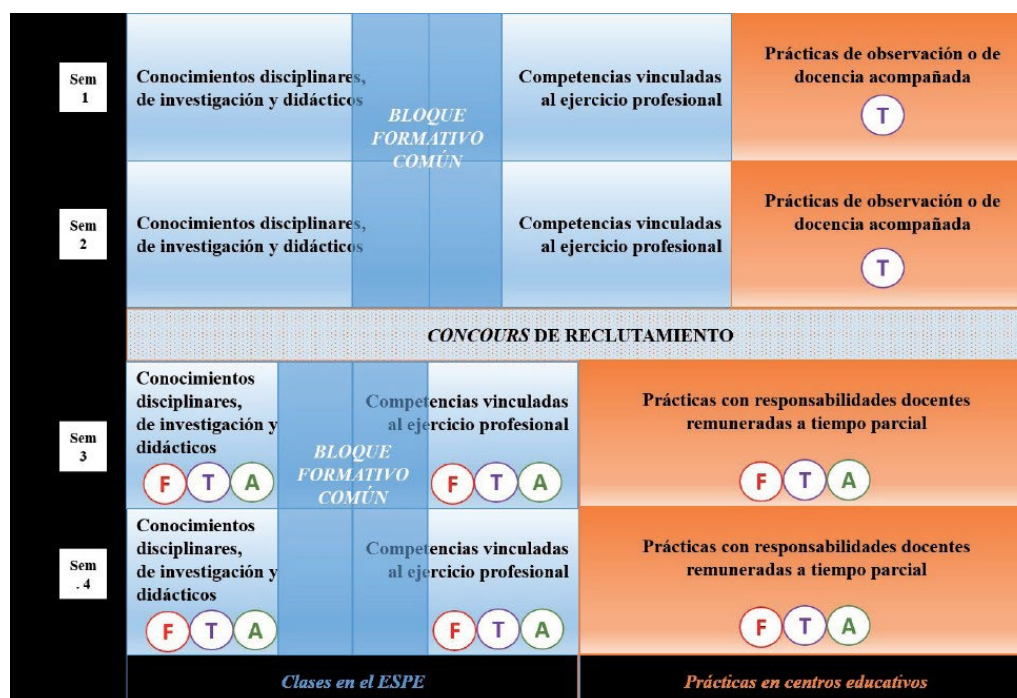 Sem
1
Conocimientos disciplinares,
de investigación y didácticos
BLOQUE
FORMATIVO
COMÚN
Competencias vinculadas
al ejercicio profesional
Prácticas de observación o de
docencia acompañada
T
Sem
2
Conocimientos disciplinares,
de investigación y didácticos
Competencias vinculadas
al ejercicio profesional
Prácticas de observación o de
docencia acompañada
T
CONCOURS DE RECLUTAMIENTO
Sem
3
Conocimientos
disciplinares,
de investigación y
didácticos
F T A
BLOQUE
FORMATIVO
COMÚN
Competencias vinculadas
al ejercicio profesional
F T A
Prácticas con responsabilidades docentes
remuneradas a tiempo parcial
F T A
Sem
. 4
Conocimientos
disciplinares,
de investigación y
didácticos
F T A
Competencias vinculadas
al ejercicio profesional
F T A
Prácticas con responsabilidades docentes
remuneradas a tiempo parcial
F T A
Clases en el ESPE
Prácticas en centros educativos